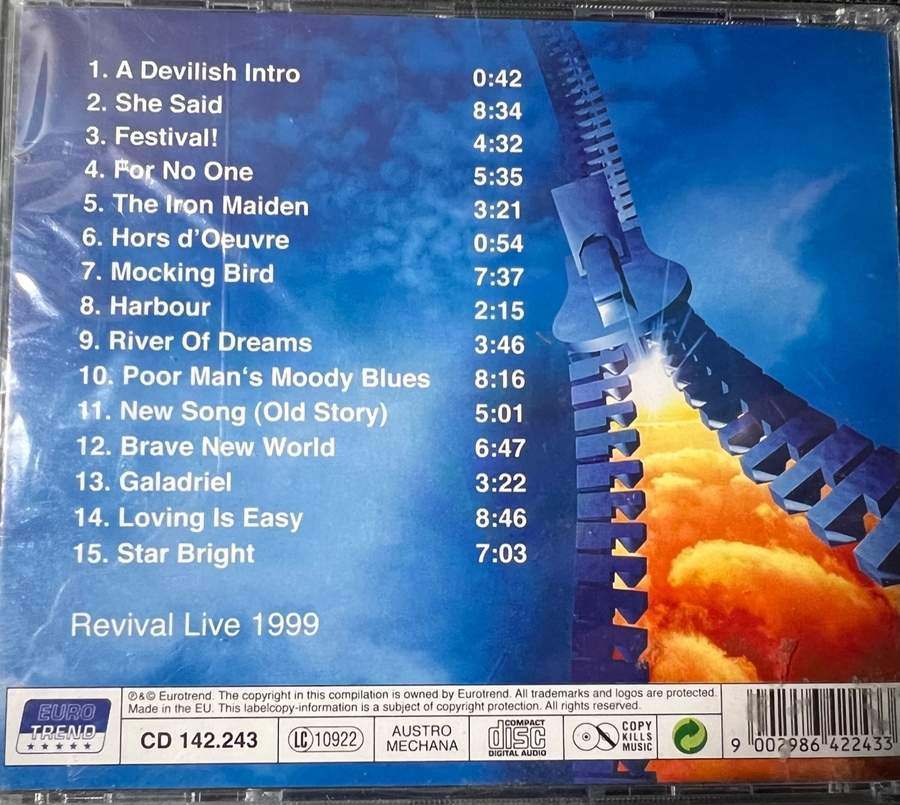 1. A Devilish Intro 0:42
2. She Said 8:34
3. Festival! 4:32
4. For No One 5:35
5. The Iron Maiden 3:21
6. Hors d'Oeuvre 0:54
7. Mocking Bird 7:37
8. Harbour 2:15
9. River Of Dreams 3:46
10. Poor Man‘s Moody Blues 8:16
11. New Song (Old Story) 5:01
12. Brave New World 6:47
13. Galadriel 3:22
14. Loving Is Easy 8:46
15. Star Bright 7:03
Revival Live 1999
EURO
TREND
℗&© Eurotrend. The copyright in this compilation is owned by Eurotrend. All trademarks and logos are protected.
Made in the EU. This labelcopy-information is a subject of copyright protection. All rights reserved.
CD 142.243
LC 10922
AUSTRO
MECHANA
COMPACT
disc
DIGITAL AUDIO
COPY
KILLS
MUSIC
9 002986 422433